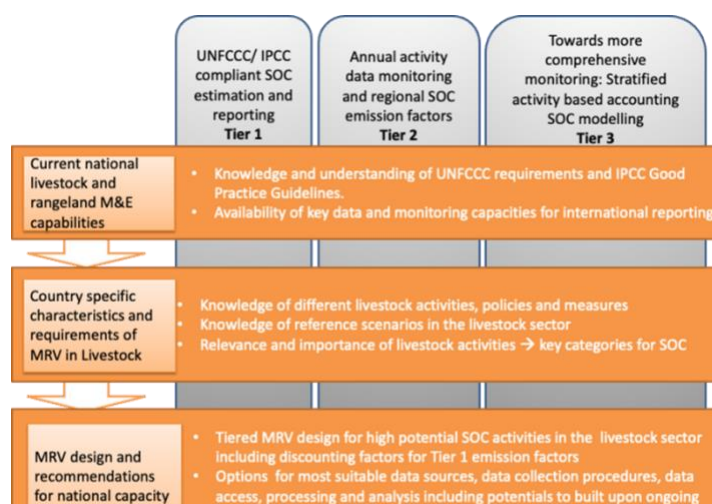 UNFCCC/ IPCC
compliant SOC
estimation and
reporting
Tier 1
Annual activity
data monitoring
and regional SOC
emission factors
Tier 2
Towards more
comprehensive
monitoring: Stratified
activity based accounting
SOC modelling
Tier 3
Current national
livestock and
rangeland M&E
capabilities
• Knowledge and understanding of UNFCCC requirements and IPCC Good
Practice Guidelines.
• Availability of key data and monitoring capacities for international reporting
Country specific
characteristics and
requirements of
MRV in Livestock
• Knowledge of different livestock activities, policies and measures
• Knowledge of reference scenarios in the livestock sector
• Relevance and importance of livestock activities → key categories for SOC
MRV design and
recommendations
for national capacity
• Tiered MRV design for high potential SOC activities in the livestock sector
including discounting factors for Tier 1 emission factors
• Options for most suitable data sources, data collection procedures, data
access, processing and analysis including potentials to built upon ongoing